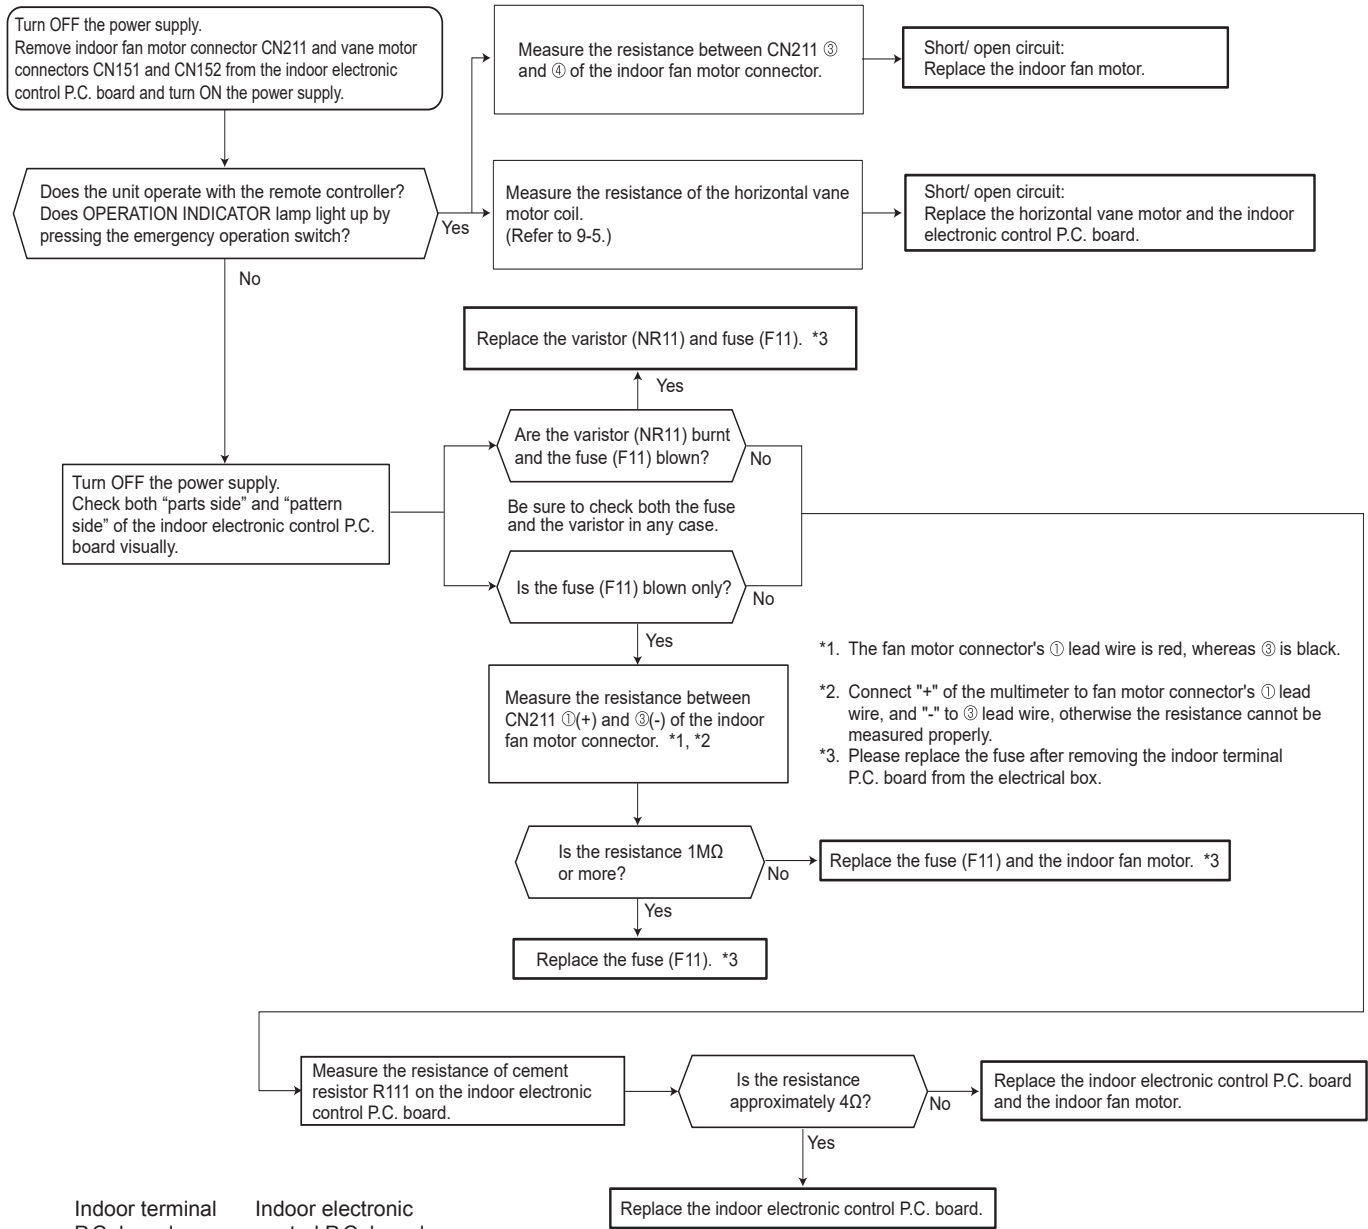 Turn OFF the power supply.
Remove indoor fan motor connector CN211 and vane motor
connectors CN151 and CN152 from the indoor electronic
control P.C. board and turn ON the power supply.
Measure the resistance between CN211 ③
and ④ of the indoor fan motor connector.
Short/ open circuit:
Replace the indoor fan motor.
Does the unit operate with the remote controller?
Does OPERATION INDICATOR lamp light up by
pressing the emergency operation switch?
Yes
Measure the resistance of the horizontal vane
motor coil.
(Refer to 9-5.)
Short/ open circuit:
Replace the horizontal vane motor and the indoor
electronic control P.C. board.
No
Replace the varistor (NR11) and fuse (F11). *3
Yes
Are the varistor (NR11) burnt
and the fuse (F11) blown?
No
Turn OFF the power supply.
Check both “parts side” and “pattern
side” of the indoor electronic control P.C.
board visually.
Be sure to check both the fuse
and the varistor in any case.
Is the fuse (F11) blown only?
No
Yes
Measure the resistance between
CN211 ①(+) and ③(-) of the indoor
fan motor connector. *1, *2
*1. The fan motor connector's ① lead wire is red, whereas ③ is black.
*2. Connect "+" of the multimeter to fan motor connector's ① lead
wire, and "-" to ③ lead wire, otherwise the resistance cannot be
measured properly.
*3. Please replace the fuse after removing the indoor terminal
P.C. board from the electrical box.
Is the resistance 1MΩ
or more?
No
Replace the fuse (F11) and the indoor fan motor. *3
Yes
Replace the fuse (F11). *3
Measure the resistance of cement
resistor R111 on the indoor electronic
control P.C. board.
Is the resistance
approximately 4Ω?
No
Replace the indoor electronic control P.C. board
and the indoor fan motor.
Yes
Replace the indoor electronic control P.C. board.
Indoor terminal
Indoor electronic